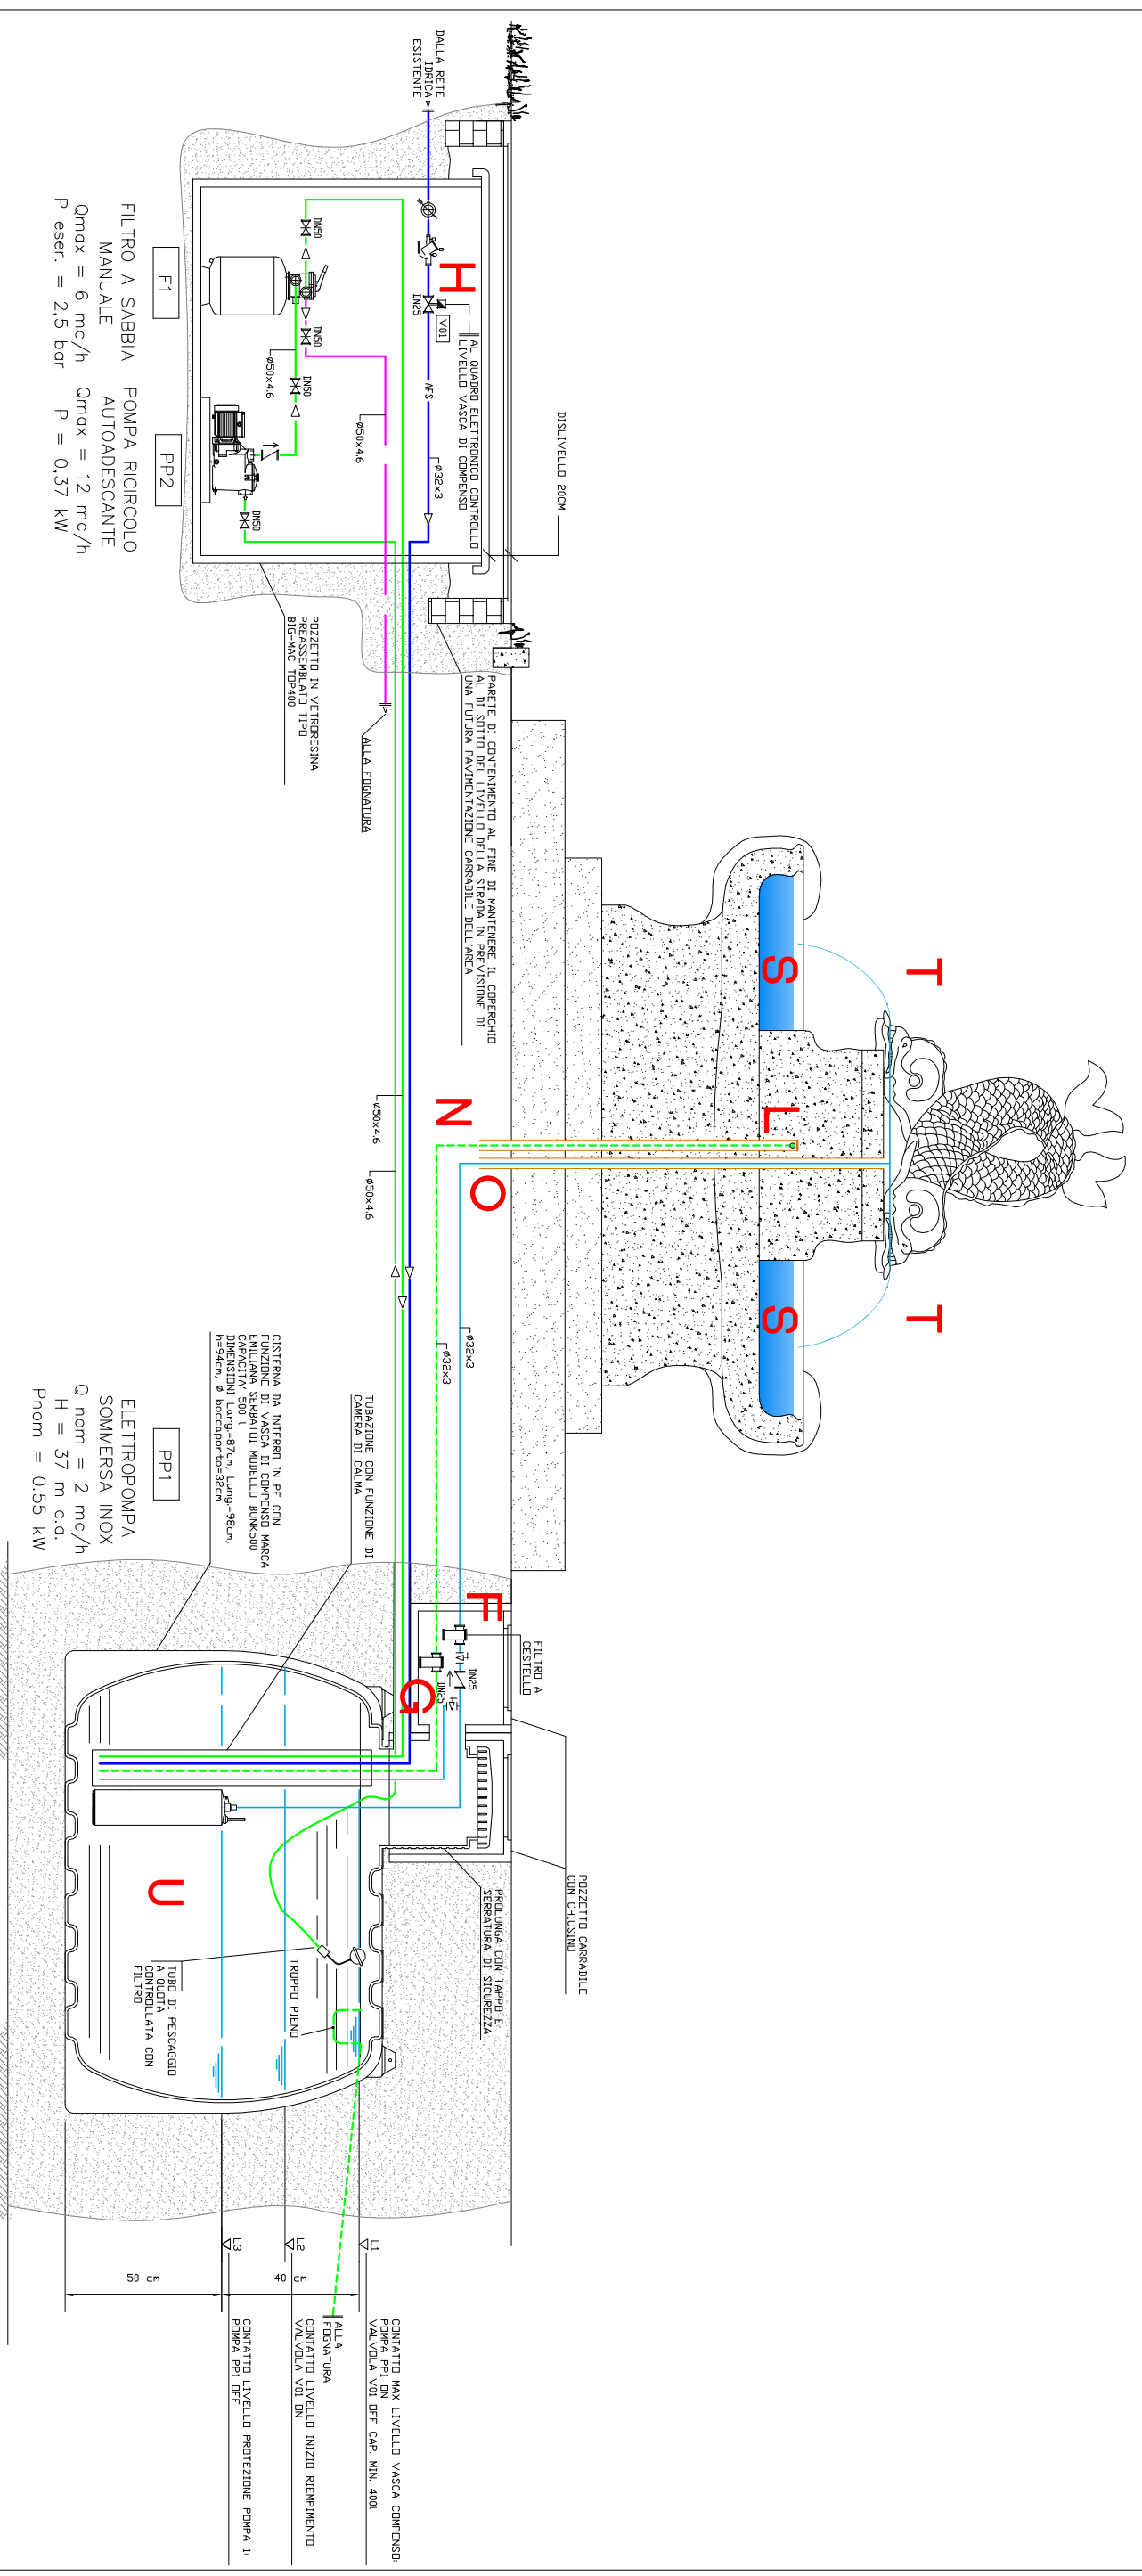 DALLA RETE
IDRICA
ESISTENTE
H
DN25
V01
AL QUADRO ELETTRONICO CONTROLLO
LIVELLO VASCA DI COMPENSO
AFS
ø32x3
DISLIVELLO 20CM
DN50
DN50
DN50
DN50
ø50x4.6
ø50x4.6
F1
FILTRO A SABBIA
MANUALE
Qmax = 6 mc/h
P eser. = 2,5 bar
PP2
POMPA RICIRCOLO
AUTOADESCANTE
Qmax = 12 mc/h
P = 0,37 kW
POZZETTO IN VETRORESINA
PREASSEMBLATO TIPO
BIG-MAC TOP400
ALLA FOGNATURA
PARETE DI CONTENIMENTO AL FINE DI MANTENERE IL COPERCHIO
AL DI SOTTO DEL LIVELLO DELLA STRADA IN PREVISIONE DI
UNA FUTURA PAVIMENTAZIONE CARRABILE DELL'AREA
T
T
S
S
L
N
O
ø50x4.6
ø50x4.6
ø32x3
ø32x3
TUBAZIONE CON FUNZIONE DI
CAMERA DI CALMA
CISTERNA DA INTERRO IN PE CON
FUNZIONE DI VASCA DI COMPENSO MARCA
EMILIANA SERBATOI MODELLO BUNK500
CAPACITA' 500 l
DIMENSIONI Larg.=87cm, Lung.=98cm,
h=94cm, ø boccaporto=32cm
PP1
ELETTROPOMPA
SOMMERSA INOX
Q nom = 2 mc/h
H = 37 m c.a.
Pnom = 0.55 kW
F
G
FILTRO A
CESTELLO
DN25
DN25
POZZETTO CARRABILE
CON CHIUSINO
PROLUNGA CON TAPPO E
SERRATURA DI SICUREZZA
U
TROPPO PIENO
TUBO DI PESCAGGIO
A QUOTA
CONTROLLATA CON
FILTRO
L1
L2
L3
50 cm
40 cm
CONTATTO MAX LIVELLO VASCA COMPENSO:
POMPA PP1 ON
VALVOLA V01 OFF CAP. MIN. 400l
ALLA
FOGNATURA
CONTATTO LIVELLO INIZIO RIEMPIMENTO:
VALVOLA V01 ON
CONTATTO LIVELLO PROTEZIONE POMPA 1:
POMPA PP1 OFF